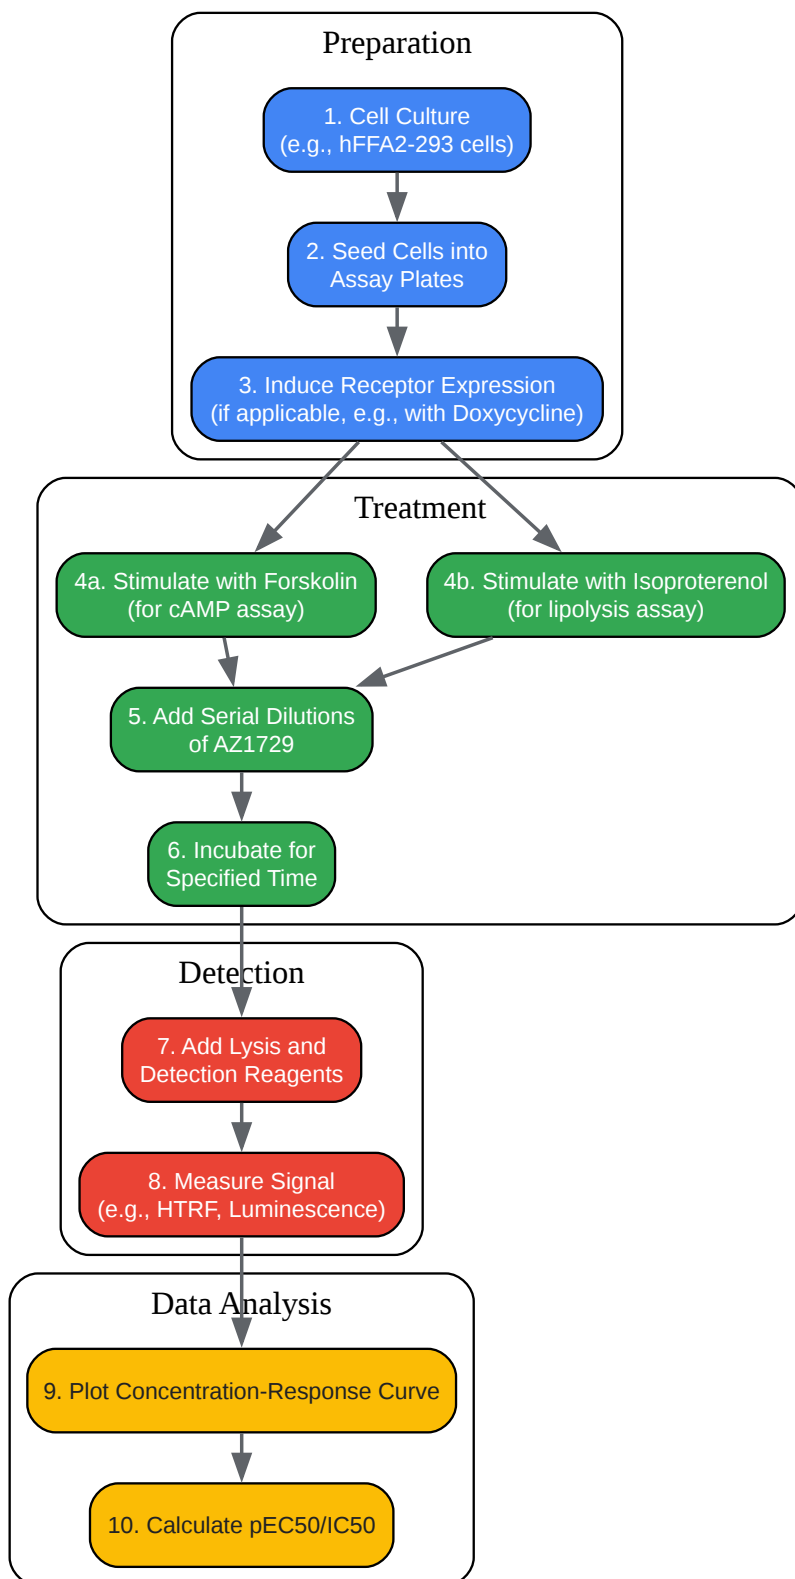 Preparation
1. Cell Culture
(e.g., hFFA2-293 cells)
2. Seed Cells into
Assay Plates
3. Induce Receptor Expression
(if applicable, e.g., with Doxycycline)
Treatment
4a. Stimulate with Forskolin
(for cAMP assay)
4b. Stimulate with Isoproterenol
(for lipolysis assay)
5. Add Serial Dilutions
of AZ1729
6. Incubate for
Specified Time
Detection
7. Add Lysis and
Detection Reagents
8. Measure Signal
(e.g., HTRF, Luminescence)
Data Analysis
9. Plot Concentration-Response Curve
10. Calculate pEC50/IC50